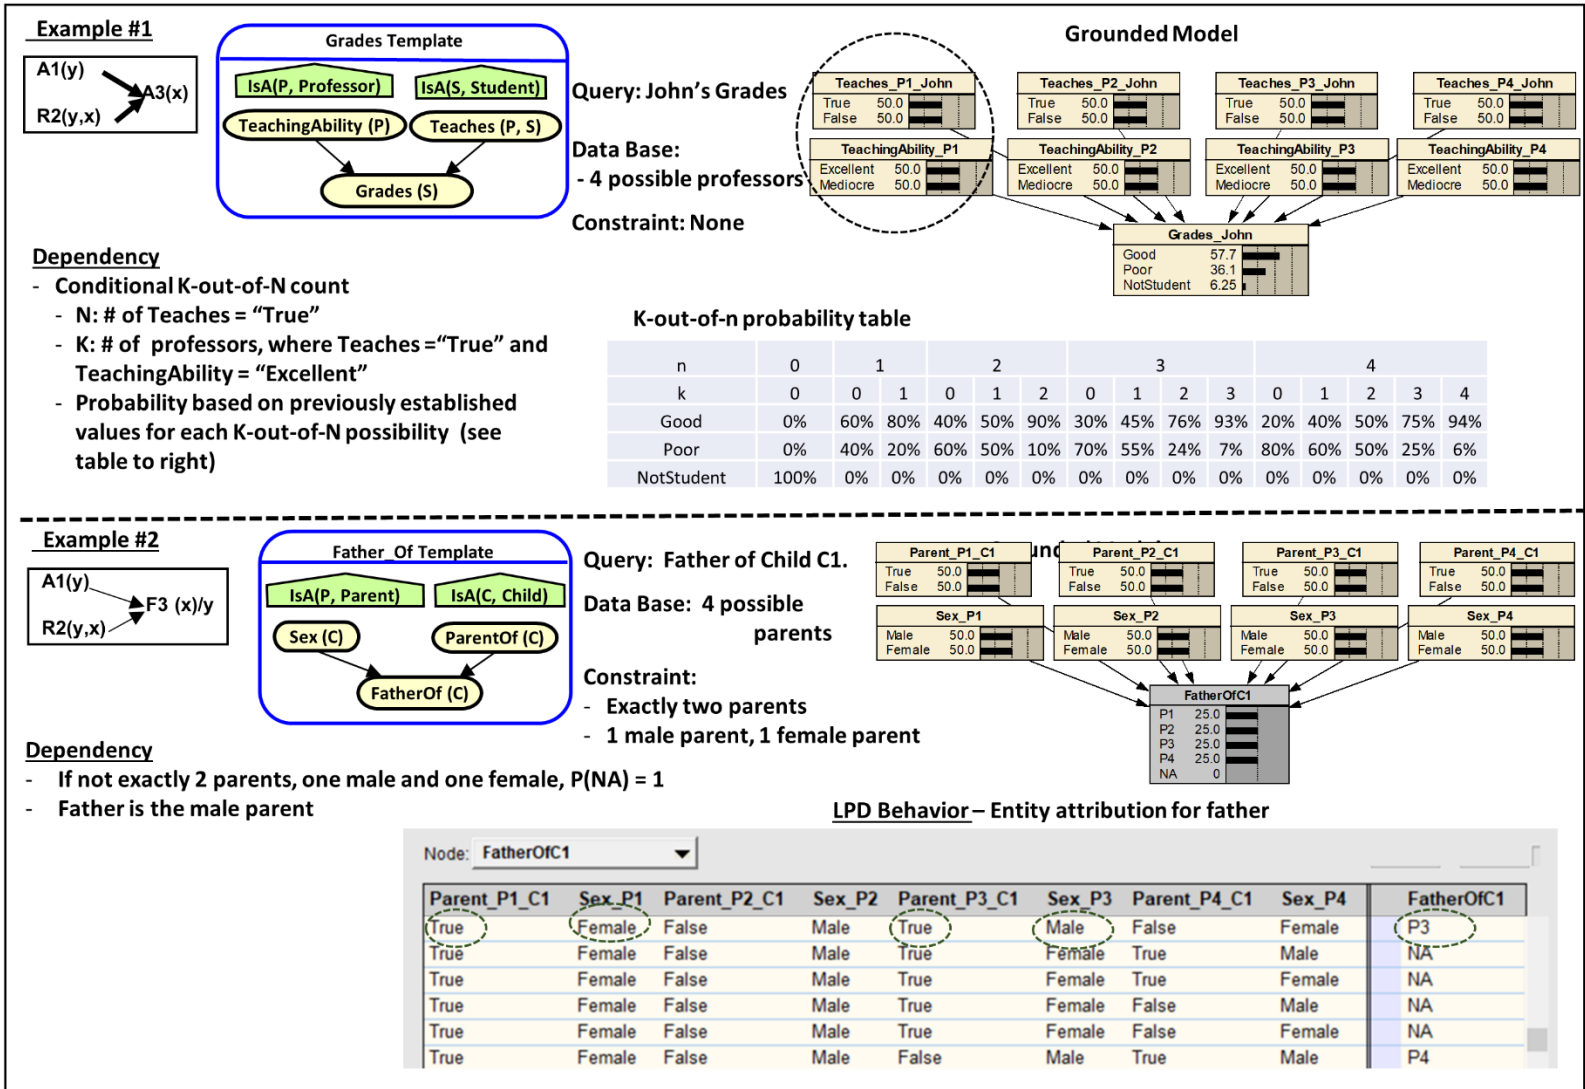 Example #1
A1(y)
R2(y,x)
A3(x)
Grades Template
IsA(P, Professor)
IsA(S, Student)
TeachingAbility (P)
Teaches (P, S)
Grades (S)
Query: John's Grades
Data Base:
- 4 possible professors
Constraint: None
Grounded Model
Teaches_P1_John
True 50.0
False 50.0
Teaches_P2_John
True 50.0
False 50.0
Teaches_P3_John
True 50.0
False 50.0
Teaches_P4_John
True 50.0
False 50.0
TeachingAbility_P1
Excellent 50.0
Mediocre 50.0
TeachingAbility_P2
Excellent 50.0
Mediocre 50.0
TeachingAbility_P3
Excellent 50.0
Mediocre 50.0
TeachingAbility_P4
Excellent 50.0
Mediocre 50.0
Grades_John
Good 57.7
Poor 36.1
NotStudent 6.25
Dependency
- Conditional K-out-of-N count
- N: # of Teaches = "True"
- K: # of professors, where Teaches ="True" and
TeachingAbility = "Excellent"
- Probability based on previously established
values for each K-out-of-N possibility (see
table to right)
K-out-of-n probability table
n 0 1 2 3 4
k 0 0 1 0 1 2 0 1 2 3 0 1 2 3 4
Good 0% 60% 80% 40% 50% 90% 30% 45% 76% 93% 20% 40% 50% 75% 94%
Poor 0% 40% 20% 60% 50% 10% 70% 55% 24% 7% 80% 60% 50% 25% 6%
NotStudent 100% 0% 0% 0% 0% 0% 0% 0% 0% 0% 0% 0% 0% 0% 0%
Example #2
A1(y)
R2(y,x)
F3 (x)/y
Father_Of Template
IsA(P, Parent)
IsA(C, Child)
Sex (C)
ParentOf (C)
FatherOf (C)
Query: Father of Child C1.
Data Base: 4 possible
parents
Constraint:
- Exactly two parents
- 1 male parent, 1 female parent
Parent_P1_C1
True 50.0
False 50.0
Parent_P2_C1
True 50.0
False 50.0
Parent_P3_C1
True 50.0
False 50.0
Parent_P4_C1
True 50.0
False 50.0
Sex_P1
Male 50.0
Female 50.0
Sex_P2
Male 50.0
Female 50.0
Sex_P3
Male 50.0
Female 50.0
Sex_P4
Male 50.0
Female 50.0
FatherOfC1
P1 25.0
P2 25.0
P3 25.0
P4 25.0
NA 0
Dependency
- If not exactly 2 parents, one male and one female, P(NA) = 1
- Father is the male parent
LPD Behavior – Entity attribution for father
Node: FatherOfC1
Parent_P1_C1 Sex_P1 Parent_P2_C1 Sex_P2 Parent_P3_C1 Sex_P3 Parent_P4_C1 Sex_P4 FatherOfC1
True Female False Male True Male False Female P3
True Female False Male True Female True Male NA
True Female False Male True Female True Female NA
True Female False Male True Female False Male NA
True Female False Male True Female False Female NA
True Female False Male False Male True Male P4